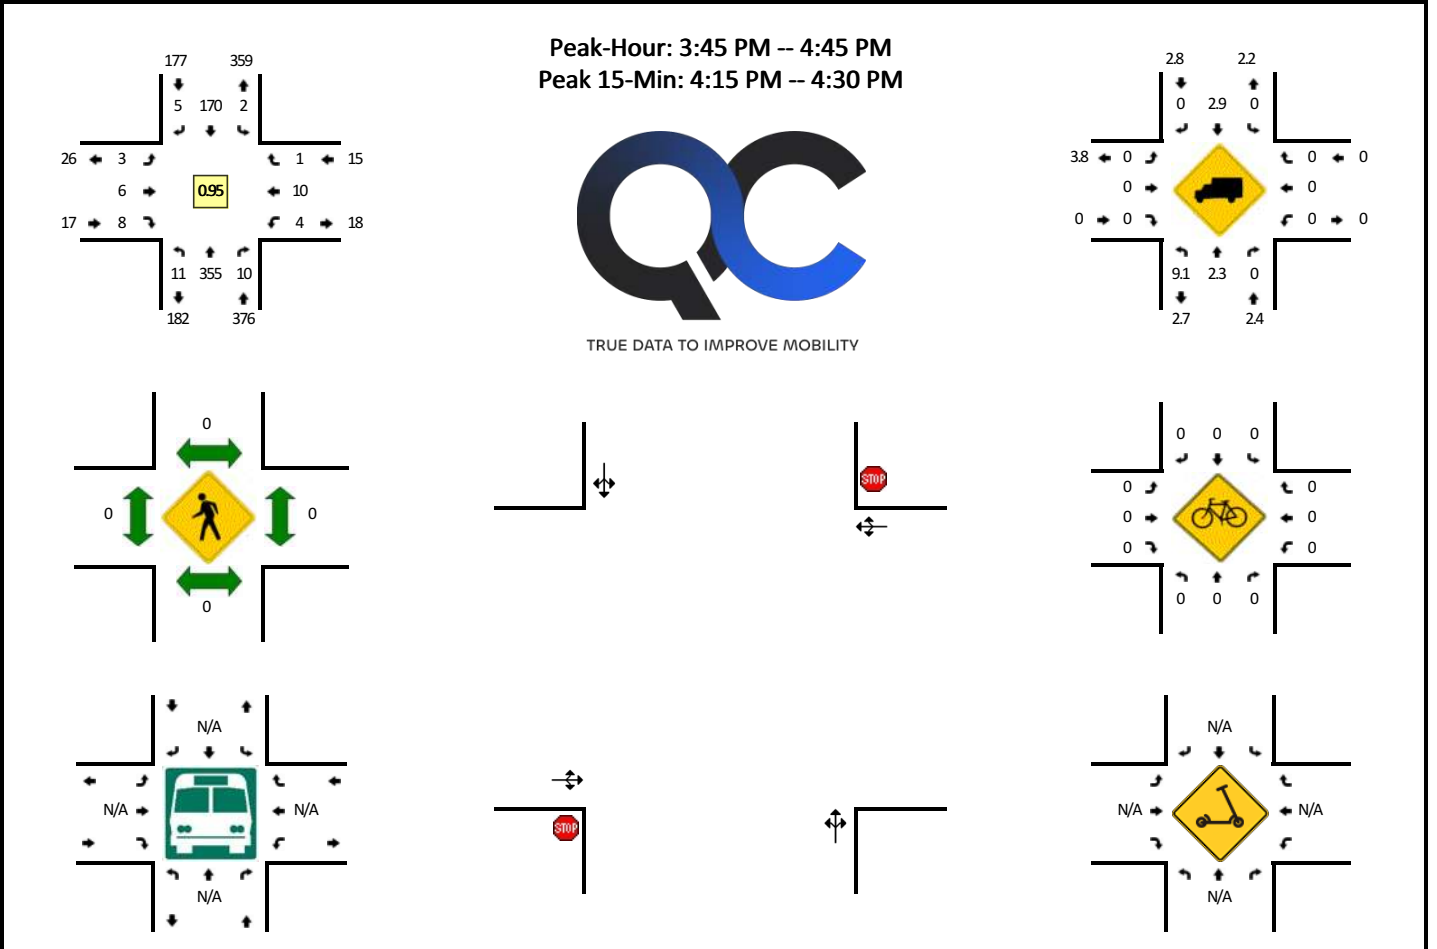 Peak-Hour: 3:45 PM -- 4:45 PM
Peak 15-Min: 4:15 PM -- 4:30 PM
177 359
5 170 2
26 3 1 15
6 0.95 10
17 8 4 18
11 355 10
182 376
TRUE DATA TO IMPROVE MOBILITY
2.8 2.2
0 2.9 0
3.8 0 0 0
0 0
0 0 0 0
9.1 2.3 0
2.7 2.4
0
0 0
0
STOP
STOP
0 0 0
0 0
0 0
0 0
0 0 0
N/A
N/A N/A
N/A
N/A
N/A N/A
N/A